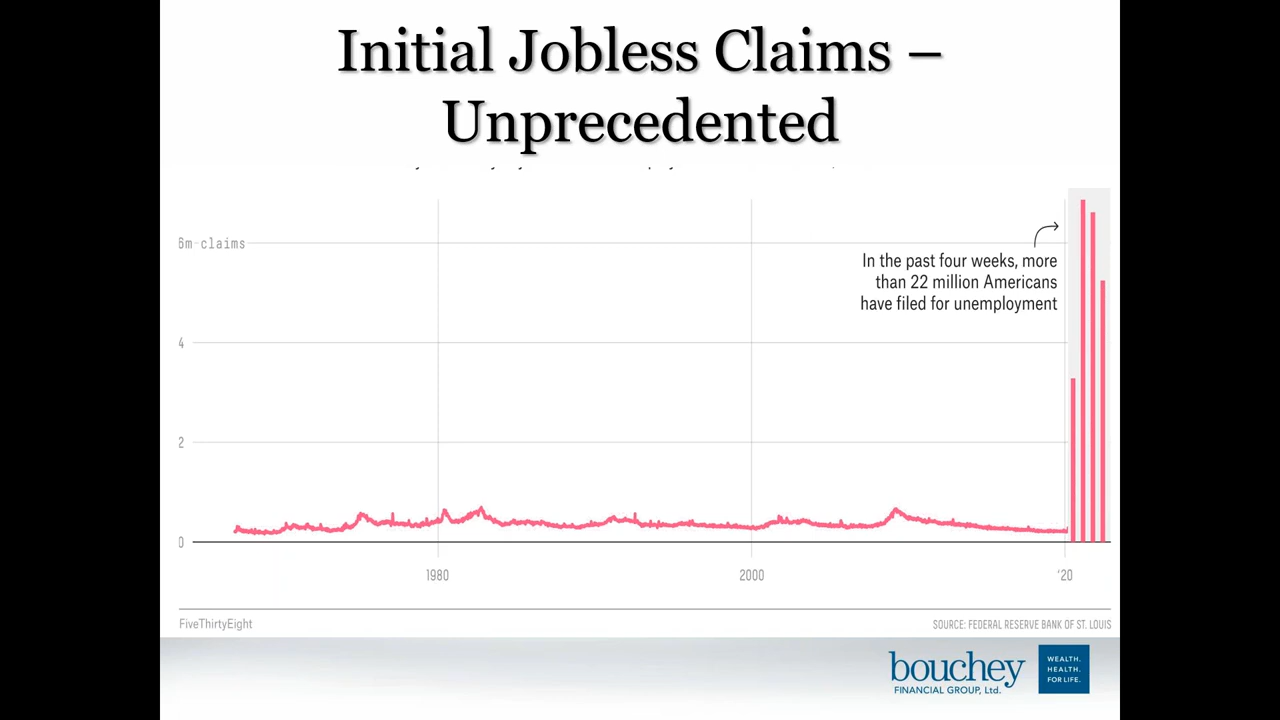 Initial Jobless Claims –
Unprecedented
6m claims
In the past four weeks, more
than 22 million Americans
have filed for unemployment
4
2
0
1980
2000
'20
FiveThirtyEight
SOURCE: FEDERAL RESERVE BANK OF ST. LOUIS
bouchey
FINANCIAL GROUP, Ltd.
WEALTH.
HEALTH.
FOR LIFE.